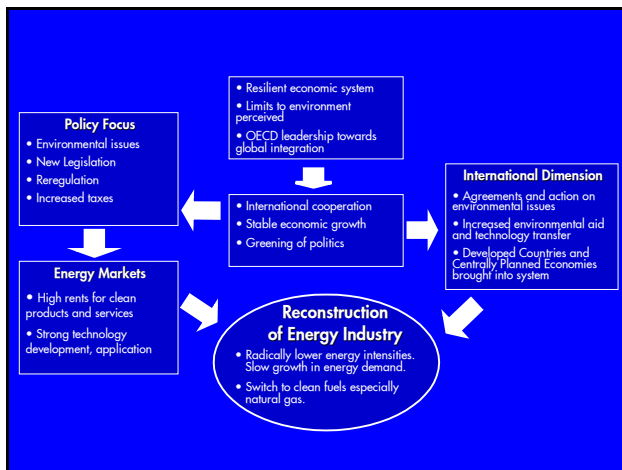 • Resilient economic system
• Limits to environment
perceived
• OECD leadership towards
global integration
Policy Focus
• Environmental issues
• New Legislation
• Reregulation
• Increased taxes
• International cooperation
• Stable economic growth
• Greening of politics
International Dimension
• Agreements and action on
environmental issues
• Increased environmental aid
and technology transfer
• Developed Countries and
Centrally Planned Economies
brought into system
Energy Markets
• High rents for clean
products and services
• Strong technology
development, application
Reconstruction
of Energy Industry
• Radically lower energy intensities.
Slow growth in energy demand.
• Switch to clean fuels especially
natural gas.